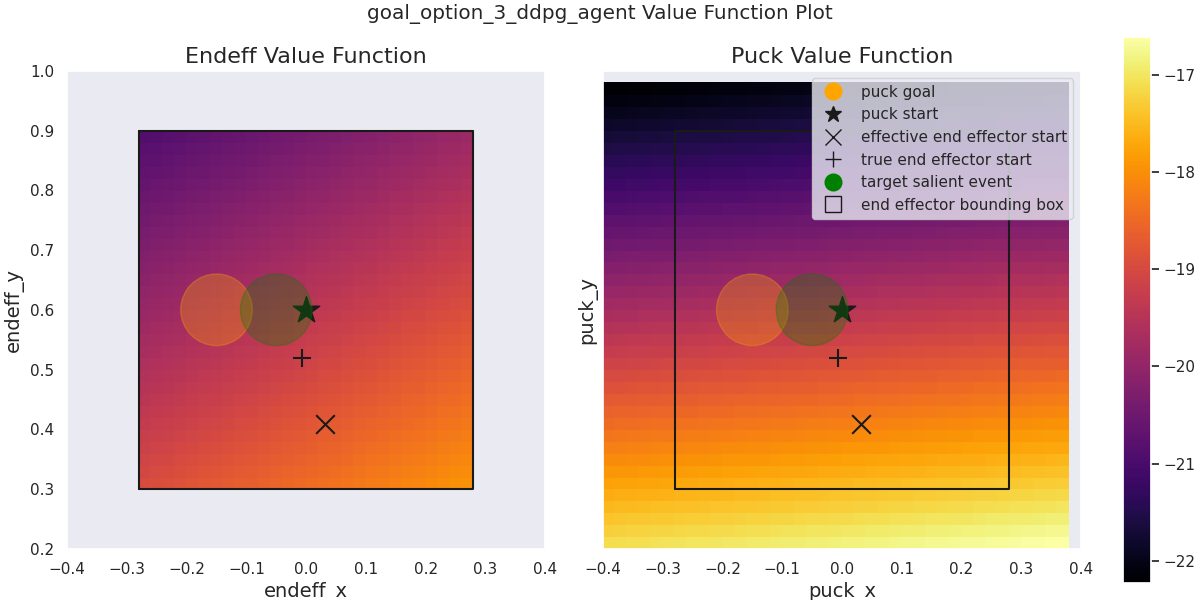 goal_option_3_ddpg_agent Value Function Plot
Endeff Value Function
endeff_y
1.0
0.9
0.8
0.7
0.6
0.5
0.4
0.3
0.2
−0.4 −0.3 −0.2 −0.1 0.0 0.1 0.2 0.3 0.4
endeff_x
Puck Value Function
puck goal
puck start
effective end effector start
true end effector start
target salient event
end effector bounding box
puck_y
−0.4 −0.3 −0.2 −0.1 0.0 0.1 0.2 0.3 0.4
puck_x
−17
−18
−19
−20
−21
−22